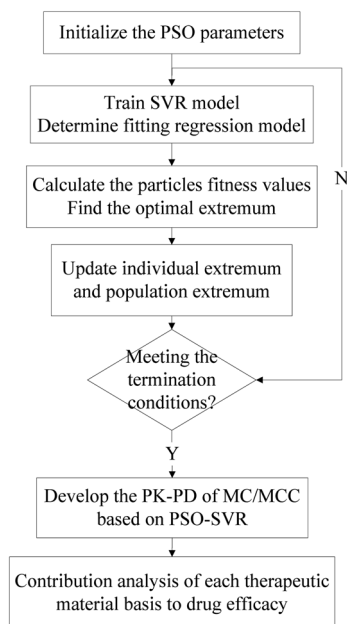 Initialize the PSO parameters
Train SVR model
Determine fitting regression model
Calculate the particles fitness values
Find the optimal extremum
N
Update individual extremum
and population extremum
Meeting the
termination
conditions?
Y
Develop the PK-PD of MC/MCC
based on PSO-SVR
Contribution analysis of each therapeutic
material basis to drug efficacy